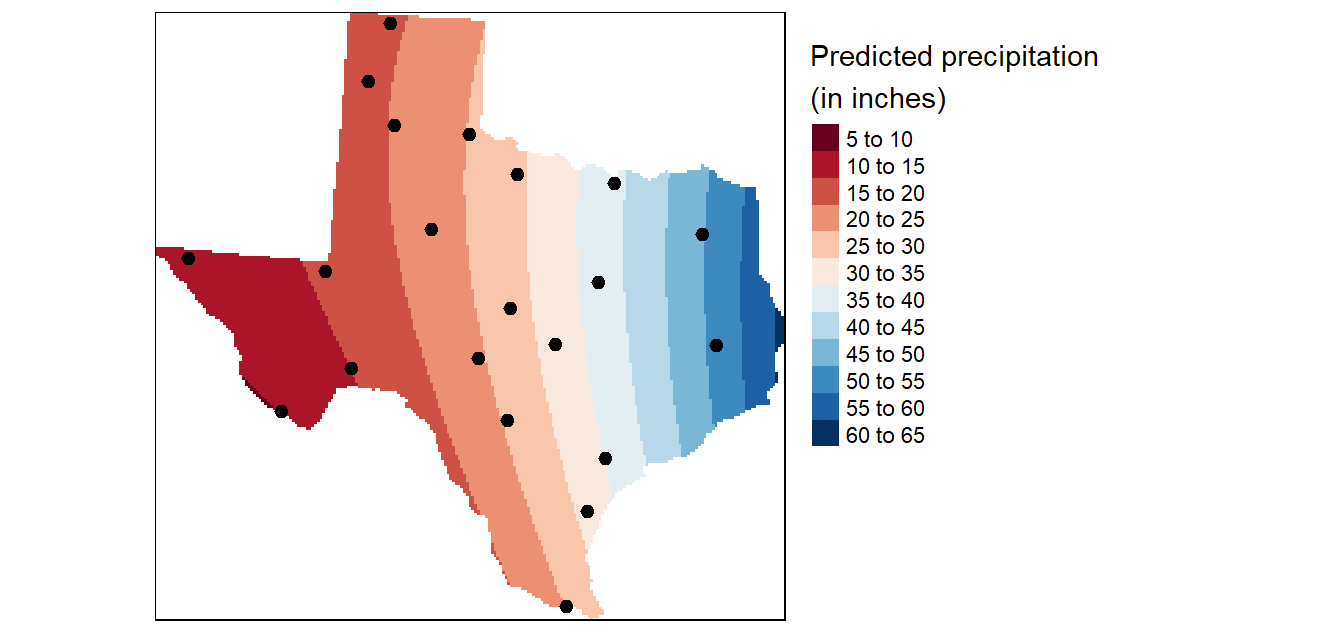 Predicted precipitation
(in inches)
5 to 10
10 to 15
15 to 20
20 to 25
25 to 30
30 to 35
35 to 40
40 to 45
45 to 50
50 to 55
55 to 60
60 to 65